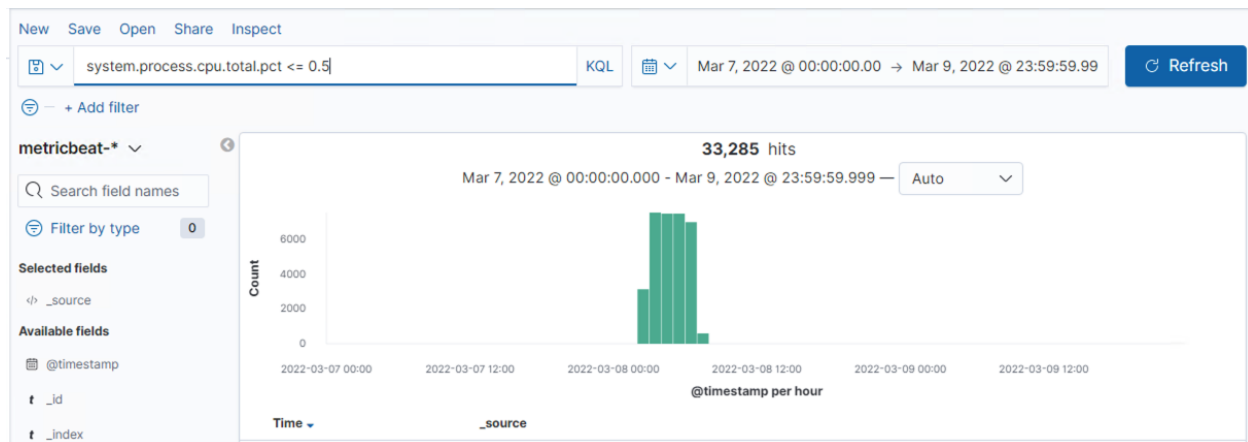 New Save Open Share Inspect
system.process.cpu.total.pct <= 0.5 KQL Mar 7, 2022 @ 00:00:00.00 → Mar 9, 2022 @ 23:59:59.99 Refresh
+ Add filter
metricbeat-*
Search field names
Filter by type 0
Selected fields
</> _source
Available fields
@timestamp
t _id
t _index
33,285 hits
Mar 7, 2022 @ 00:00:00.000 - Mar 9, 2022 @ 23:59:59.999 — Auto
Count
6000
4000
2000
0
2022-03-07 00:00 2022-03-07 12:00 2022-03-08 00:00 2022-03-08 12:00 2022-03-09 00:00 2022-03-09 12:00
@timestamp per hour
Time _source